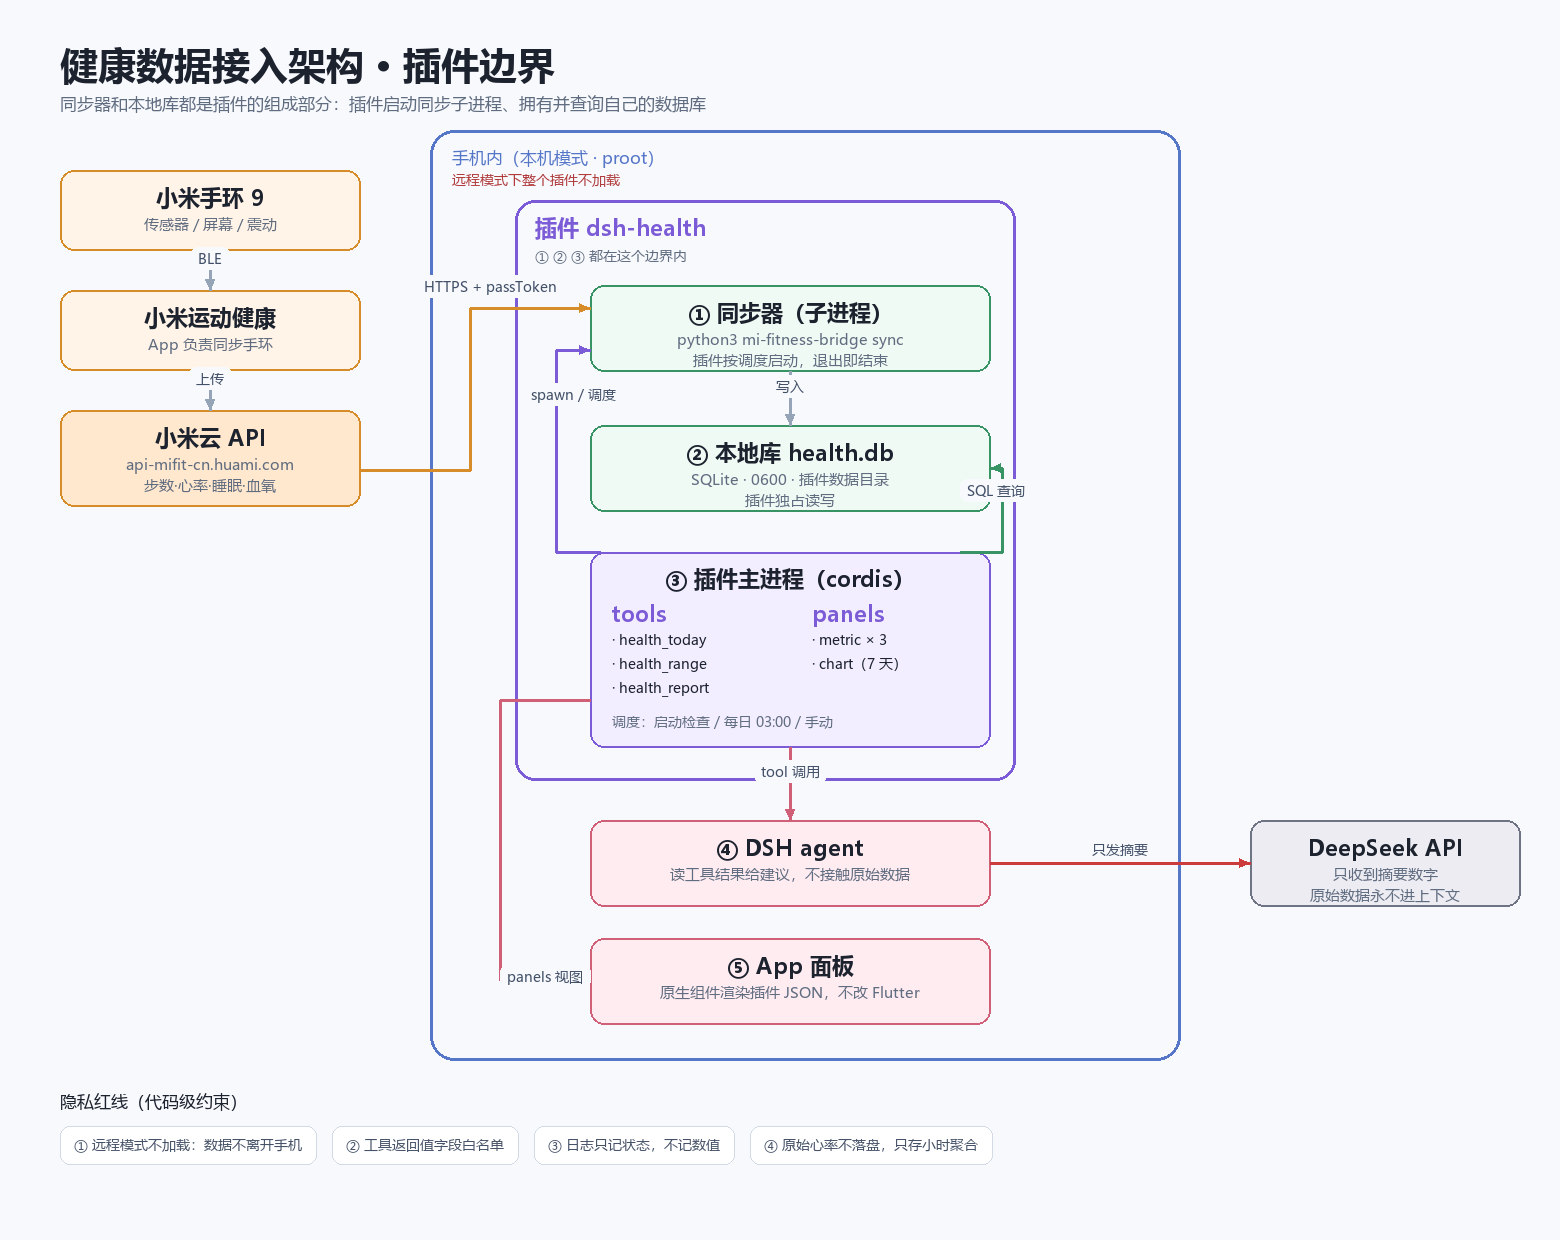 健康数据接入架构 · 插件边界
同步器和本地库都是插件的组成部分：插件启动同步子进程、拥有并查询自己的数据库
小米手环 9
传感器 / 屏幕 / 震动
BLE
小米运动健康
App 负责同步手环
上传
小米云 API
api-mifit-cn.huami.com
步数·心率·睡眠·血氧
手机内（本机模式 · proot）
远程模式下整个插件不加载
插件 dsh-health
① ② ③ 都在这个边界内
HTTPS + passToken
① 同步器（子进程）
python3 mi-fitness-bridge sync
插件按调度启动，退出即结束
写入
spawn / 调度
② 本地库 health.db
SQLite · 0600 · 插件数据目录
插件独占读写
SQL 查询
③ 插件主进程（cordis）
tools
· health_today
· health_range
· health_report
panels
· metric × 3
· chart（7 天）
调度：启动检查 / 每日 03:00 / 手动
tool 调用
④ DSH agent
读工具结果给建议，不接触原始数据
只发摘要
DeepSeek API
只收到摘要数字
原始数据永不进上下文
panels 视图
⑤ App 面板
原生组件渲染插件 JSON，不改 Flutter
隐私红线（代码级约束）
① 远程模式不加载：数据不离开手机
② 工具返回值字段白名单
③ 日志只记状态，不记数值
④ 原始心率不落盘，只存小时聚合